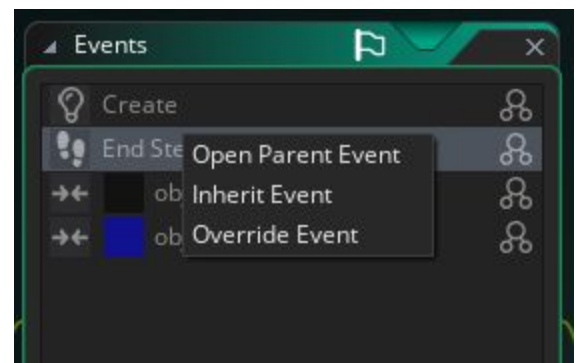 Events
Create
End Ste
Open Parent Event
ob
Inherit Event
ob
Override Event